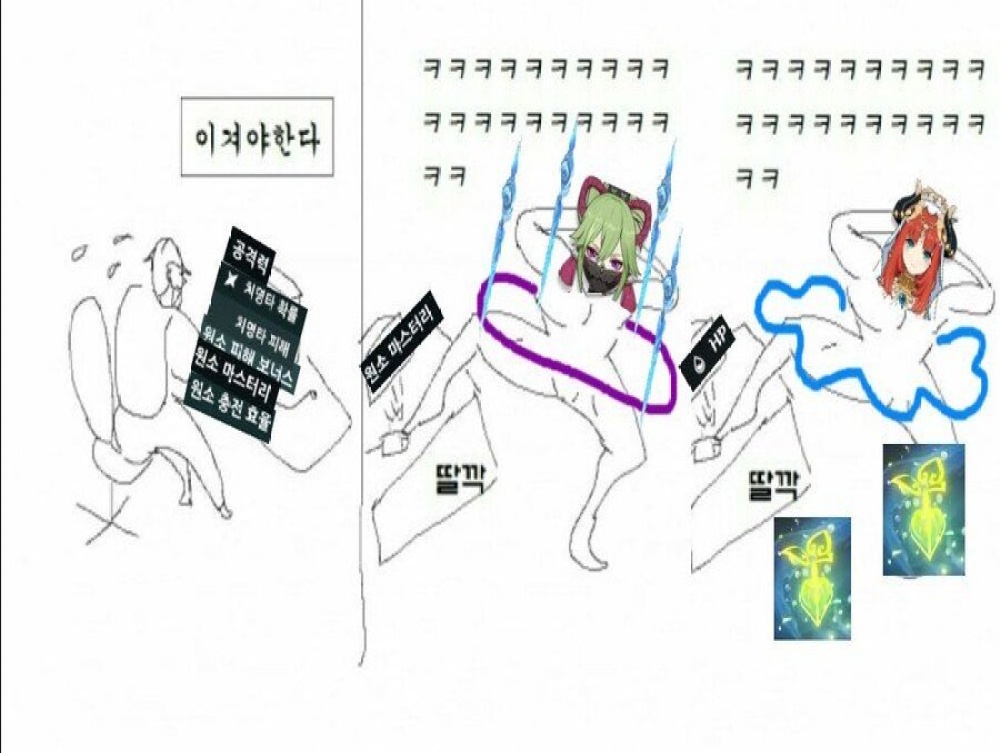 이겨야한다
공격력
치명타 확률
치명타 피해
원소 피해 보너스
원소 마스터리
원소 충전 효율
ㅋㅋㅋㅋㅋㅋㅋㅋㅋㅋ
ㅋㅋㅋㅋㅋㅋㅋㅋㅋㅋ
ㅋㅋ
원소 마스터리
딸깍
ㅋㅋㅋㅋㅋㅋㅋㅋㅋㅋ
ㅋㅋㅋㅋㅋㅋㅋㅋㅋㅋ
ㅋㅋ
HP
딸깍